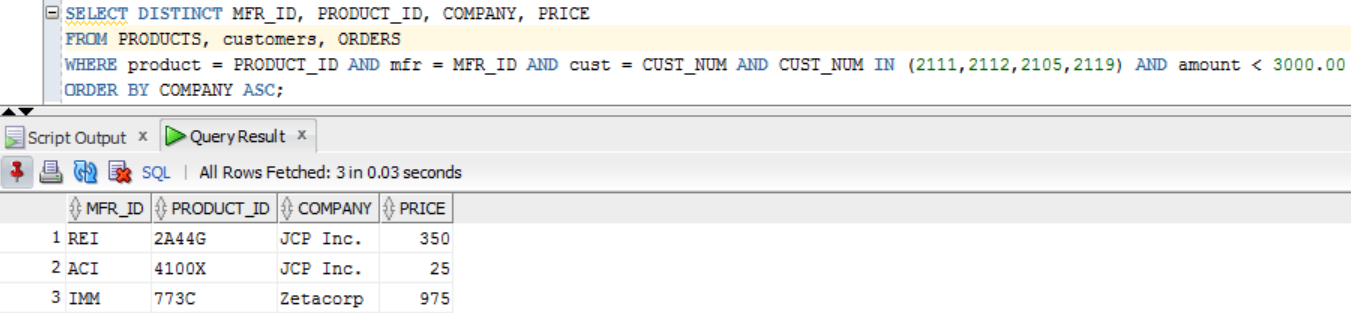 SELECT DISTINCT MFR_ID, PRODUCT_ID, COMPANY, PRICE
FROM PRODUCTS, customers, ORDERS
WHERE product = PRODUCT_ID AND mfr = MFR_ID AND cust = CUST_NUM AND CUST_NUM IN (2111,2112,2105,2119) AND amount < 3000.00
ORDER BY COMPANY ASC;
Script Output x Query Result x
SQL | All Rows Fetched: 3 in 0.03 seconds
MFR_ID PRODUCT_ID COMPANY PRICE
1 REI 2A44G JCP Inc. 350
2 ACI 4100X JCP Inc. 25
3 IMM 773C Zetacorp 975